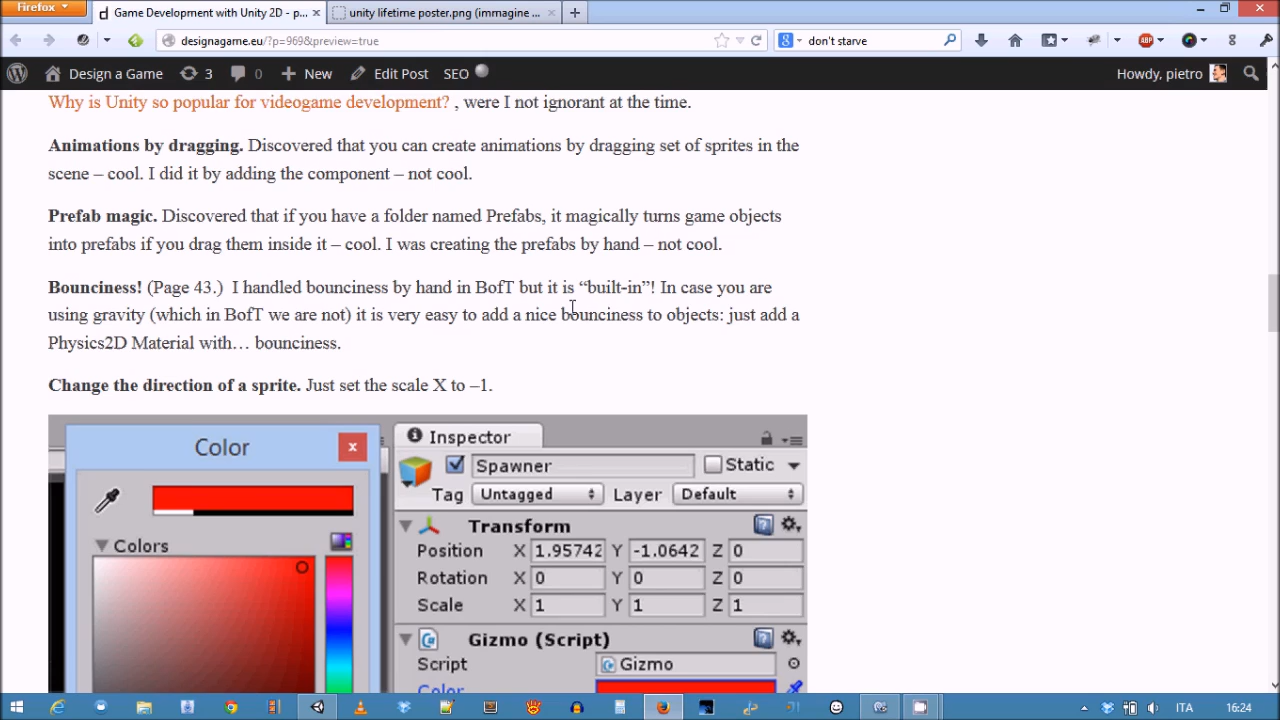 Firefox
Game Development with Unity 2D - p...
unity lifetime poster.png (immagine ...
designagame.eu/?p=969&preview=true
don't starve
Design a Game
3
0
New
Edit Post
SEO
Howdy, pietro
Why is Unity so popular for videogame development? , were I not ignorant at the time.
Animations by dragging. Discovered that you can create animations by dragging set of sprites in the
scene – cool. I did it by adding the component – not cool.
Prefab magic. Discovered that if you have a folder named Prefabs, it magically turns game objects
into prefabs if you drag them inside it – cool. I was creating the prefabs by hand – not cool.
Bounciness! (Page 43.) I handled bounciness by hand in BofT but it is “built-in”! In case you are
using gravity (which in BofT we are not) it is very easy to add a nice bounciness to objects: just add a
Physics2D Material with… bounciness.
Change the direction of a sprite. Just set the scale X to –1.
Color
Colors
Inspector
Spawner
Static
Tag Untagged Layer Default
Transform
Position X 1.95742 Y -1.0642 Z 0
Rotation X 0 Y 0 Z 0
Scale X 1 Y 1 Z 1
Gizmo (Script)
Script Gizmo
Color
ITA
16:24